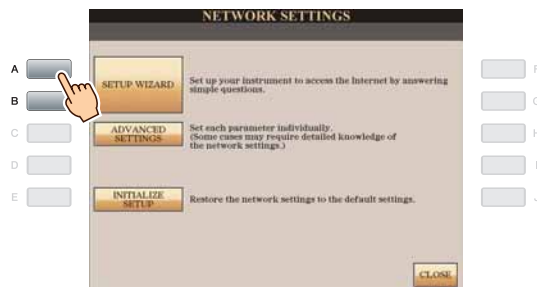 NETWORK SETTINGS
A
B
C
D
E
SETUP WIZARD
Set up your instrument to access the Internet by answering
simple questions.
ADVANCED
SETTINGS
Set each parameter individually.
(Some cases may require detailed knowledge of
the network settings.)
INITIALIZE
SETUP
Restore the network settings to the default settings.
CLOSE